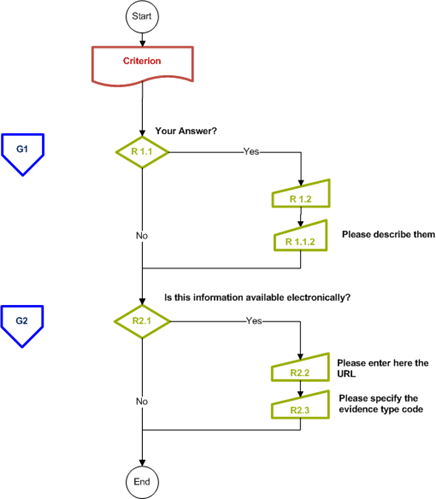 Start
Criterion
Your Answer?
G1
R 1.1
Yes
R 1.2
No
R 1.1.2
Please describe them
Is this information available electronically?
G2
R2.1
Yes
R2.2
Please enter here the
URL
No
R2.3
Please specify the
evidence type code
End